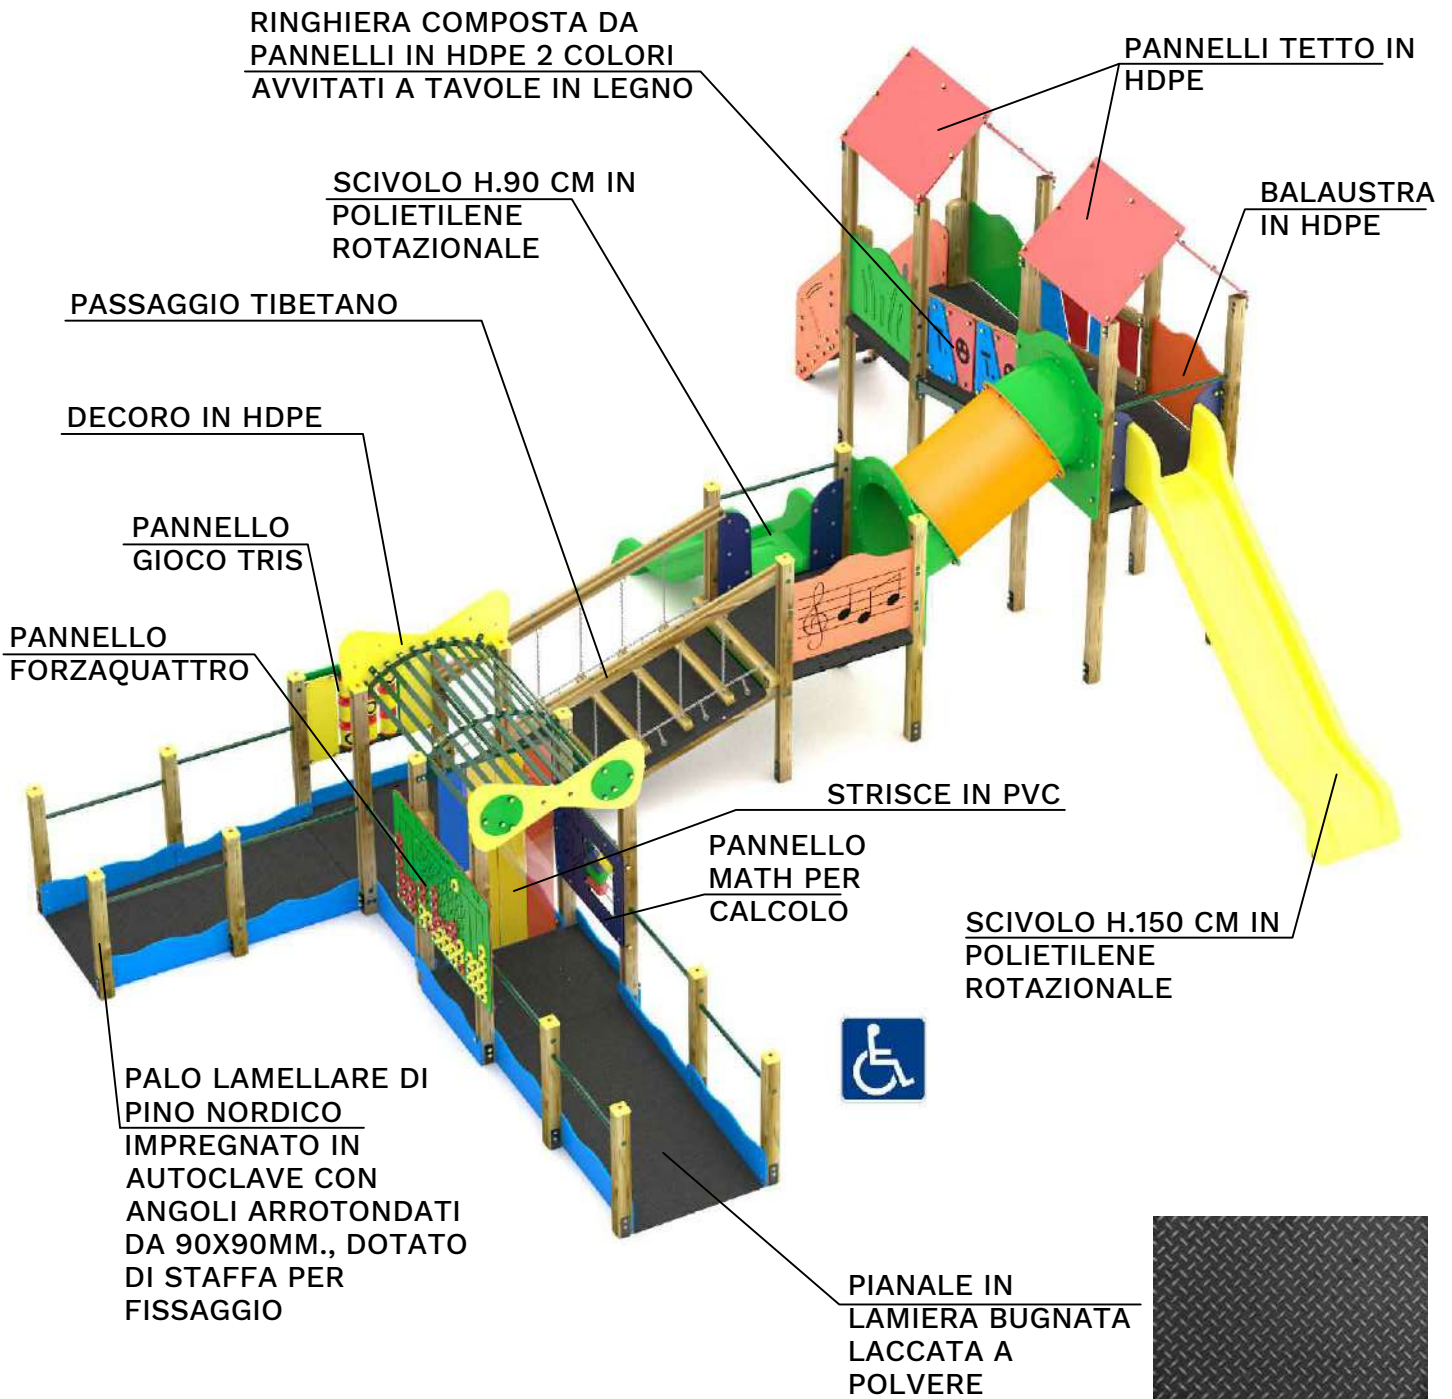 RINGHIERA COMPOSTA DA
PANNELLI IN HDPE 2 COLORI
AVVITATI A TAVOLE IN LEGNO
PANNELLI TETTO IN
HDPE
SCIVOLO H.90 CM IN
POLIETILENE
ROTAZIONALE
BALAUSTRA
IN HDPE
PASSAGGIO TIBETANO
DECORO IN HDPE
PANNELLO
GIOCO TRIS
PANNELLO
FORZAQUATTRO
STRISCE IN PVC
PANNELLO
MATH PER
CALCOLO
SCIVOLO H.150 CM IN
POLIETILENE
ROTAZIONALE
PALO LAMELLARE DI
PINO NORDICO
IMPREGNATO IN
AUTOCLAVE CON
ANGOLI ARROTONDATI
DA 90X90MM., DOTATO
DI STAFFA PER
FISSAGGIO
PIANALE IN
LAMIERA BUGNATA
LACCATA A
POLVERE